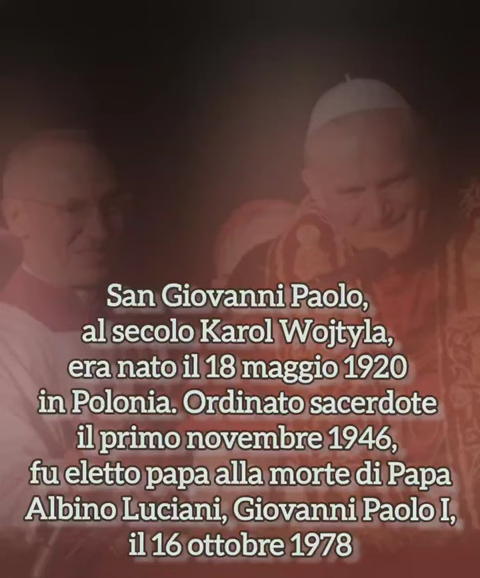 San Giovanni Paolo,
al secolo Karol Wojtyla,
era nato il 18 maggio 1920
in Polonia. Ordinato sacerdote
il primo novembre 1946,
fu eletto papa alla morte di Papa
Albino Luciani, Giovanni Paolo I,
il 16 ottobre 1978